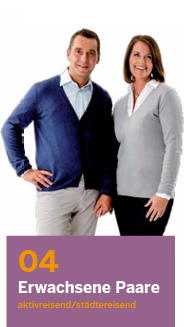 04
Erwachsene Paare
aktivreisend/städtereisend